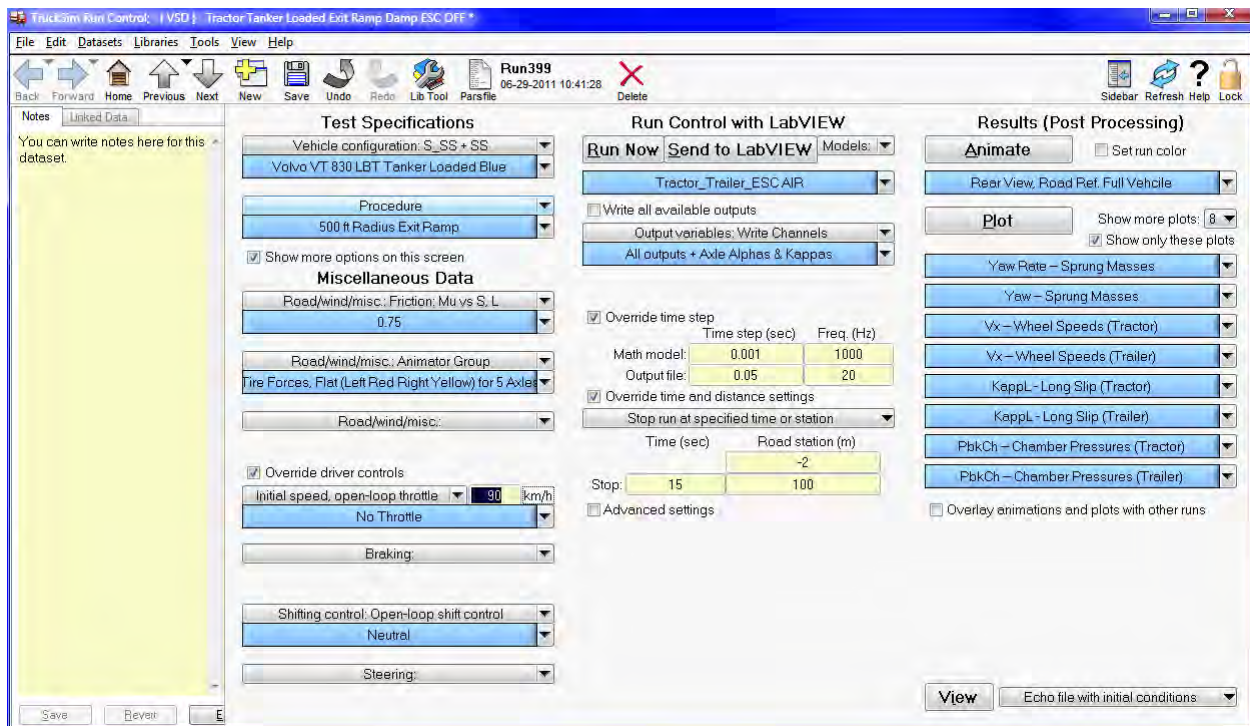 TruckSim Run Control; { VSD } Tractor Tanker Loaded Exit Ramp Damp ESC OFF *
File Edit Datasets Libraries Tools View Help
Back Forward Home Previous Next New Save Undo Redo Lib Tool Parsfile
Run399
06-29-2011 10:41:28
Delete
Sidebar Refresh Help Lock
Notes Linked Data
You can write notes here for this
dataset.
Save Revert E
Test Specifications
Vehicle configuration: S_SS + SS
Volvo VT 830 LBT Tanker Loaded Blue
Procedure
500 ft Radius Exit Ramp
Show more options on this screen
Miscellaneous Data
Road/wind/misc.: Friction; Mu vs S, L
0.75
Road/wind/misc.: Animator Group
Tire Forces, Flat (Left Red Right Yellow) for 5 Axles
Road/wind/misc.:
Override driver controls
Initial speed, open-loop throttle 90 km/h
No Throttle
Braking:
Shifting control: Open-loop shift control
Neutral
Steering:
Run Control with LabVIEW
Run Now Send to LabVIEW Models:
Tractor_Trailer_ESC AIR
Write all available outputs
Output variables: Write Channels
All outputs + Axle Alphas & Kappas
Override time step
Time step (sec) Freq. (Hz)
Math model: 0.001 1000
Output file: 0.05 20
Override time and distance settings
Stop run at specified time or station
Time (sec) Road station (m)
-2
Stop: 15 100
Advanced settings
Results (Post Processing)
Animate Set run color
Rear View, Road Ref. Full Vehcile
Plot Show more plots: 8
Show only these plots
Yaw Rate – Sprung Masses
Yaw – Sprung Masses
Vx – Wheel Speeds (Tractor)
Vx – Wheel Speeds (Trailer)
KappL - Long Slip (Tractor)
KappL - Long Slip (Trailer)
PbkCh – Chamber Pressures (Tractor)
PbkCh – Chamber Pressures (Trailer)
Overlay animations and plots with other runs
View Echo file with initial conditions